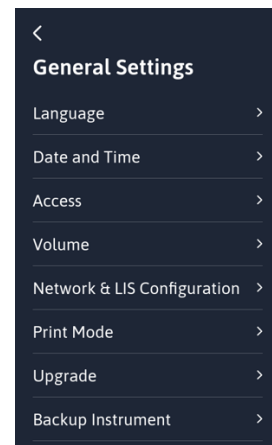 General Settings
Language
Date and Time
Access
Volume
Network & LIS Configuration
Print Mode
Upgrade
Backup Instrument